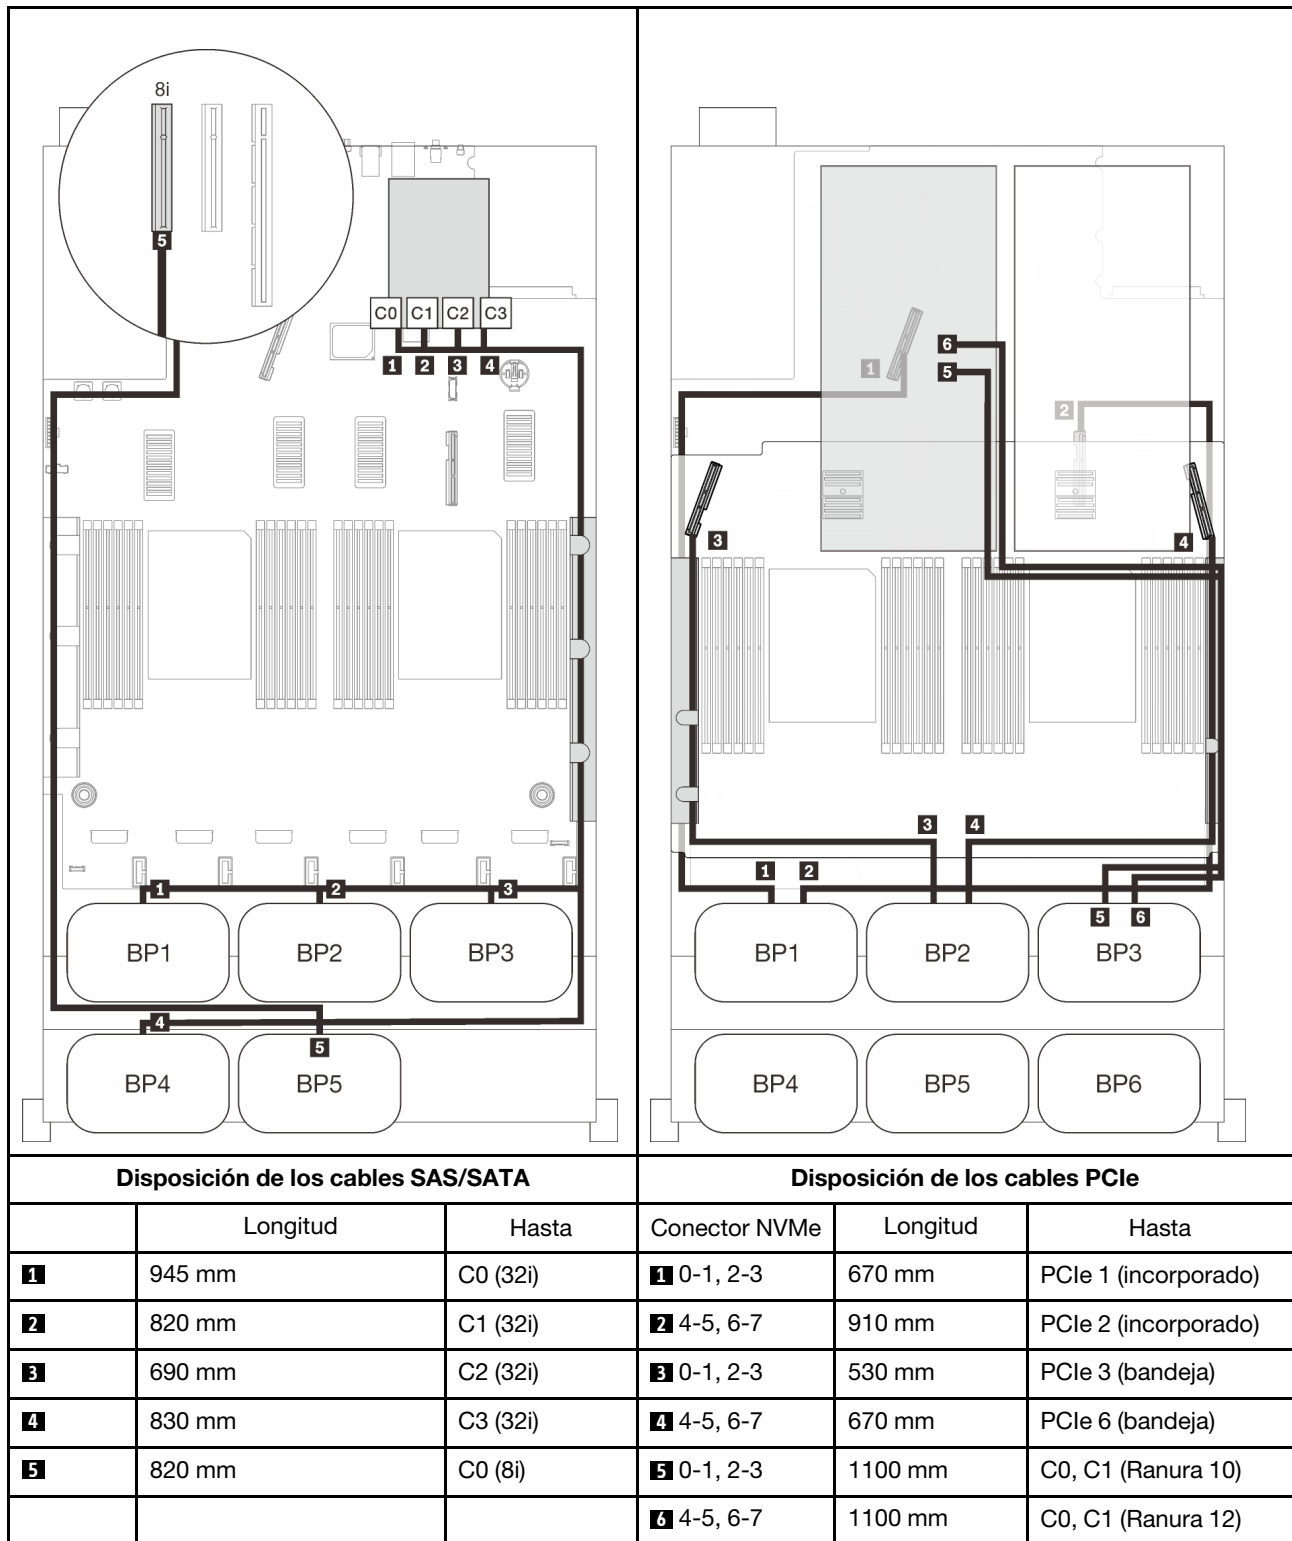 8i
5
C0 C1 C2 C3
1 2 3 4
1 2 3
BP1 BP2 BP3
4
5
BP4 BP5
6
1 5
2
3 4
3 4
1 2
5 6
BP1 BP2 BP3
BP4 BP5 BP6
Disposición de los cables SAS/SATA
Longitud Hasta
1 945 mm C0 (32i)
2 820 mm C1 (32i)
3 690 mm C2 (32i)
4 830 mm C3 (32i)
5 820 mm C0 (8i)
Disposición de los cables PCIe
Conector NVMe Longitud Hasta
1 0-1, 2-3 670 mm PCIe 1 (incorporado)
2 4-5, 6-7 910 mm PCIe 2 (incorporado)
3 0-1, 2-3 530 mm PCIe 3 (bandeja)
4 4-5, 6-7 670 mm PCIe 6 (bandeja)
5 0-1, 2-3 1100 mm C0, C1 (Ranura 10)
6 4-5, 6-7 1100 mm C0, C1 (Ranura 12)